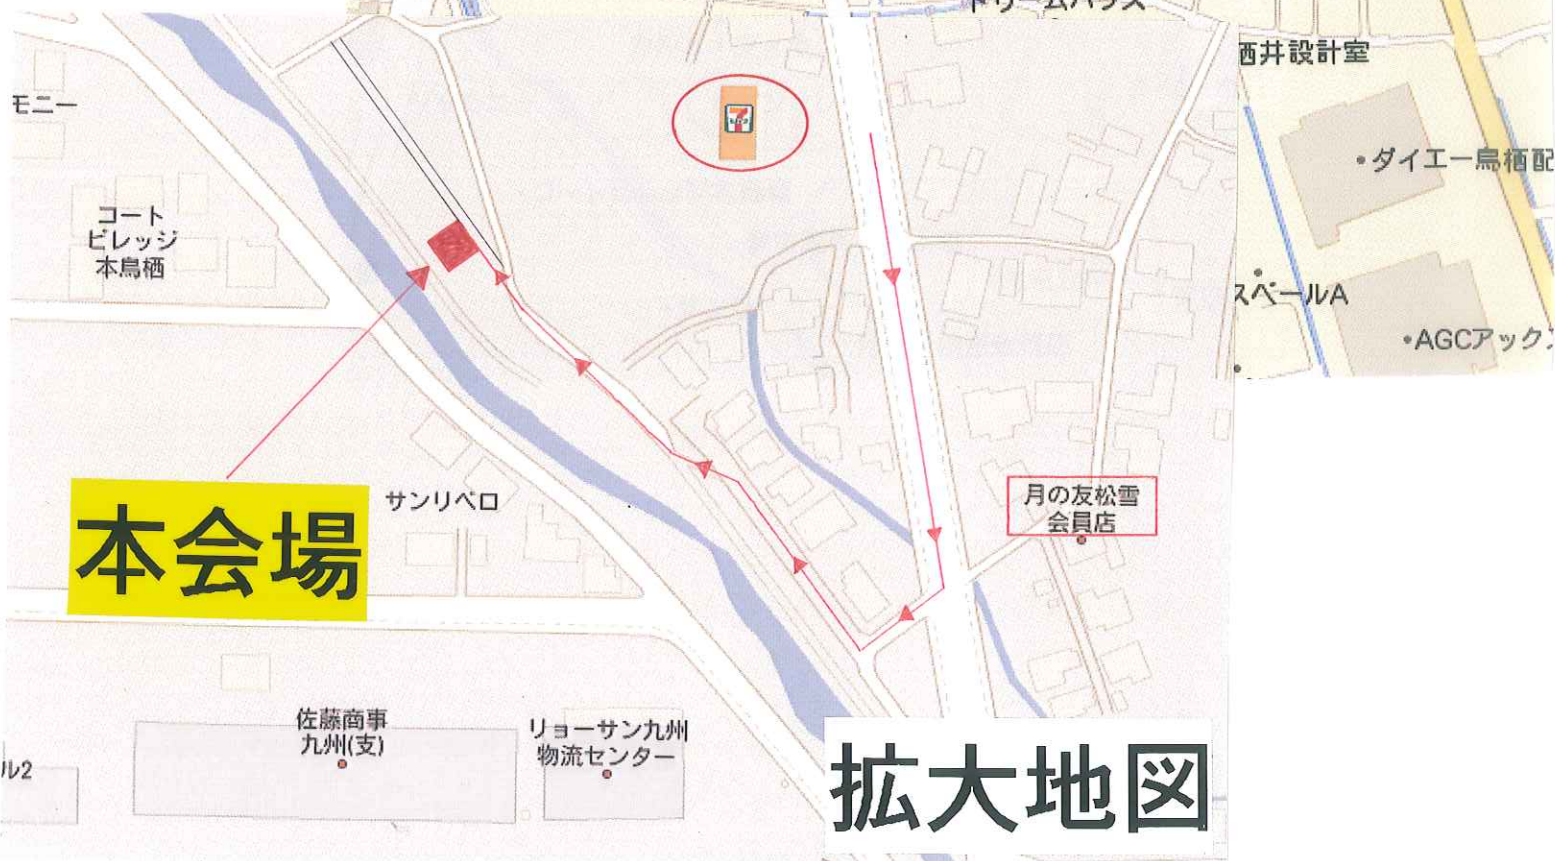 ドリームハウス
酒井設計室
モニー
・ダイエー鳥栖配
コート
ビレッジ
本鳥栖
スペールA
・AGCアックス
サンリベロ
本会場
月の友松雪
会員店
佐藤商事
九州(支)
リョーサン九州
物流センター
ル2
拡大地図